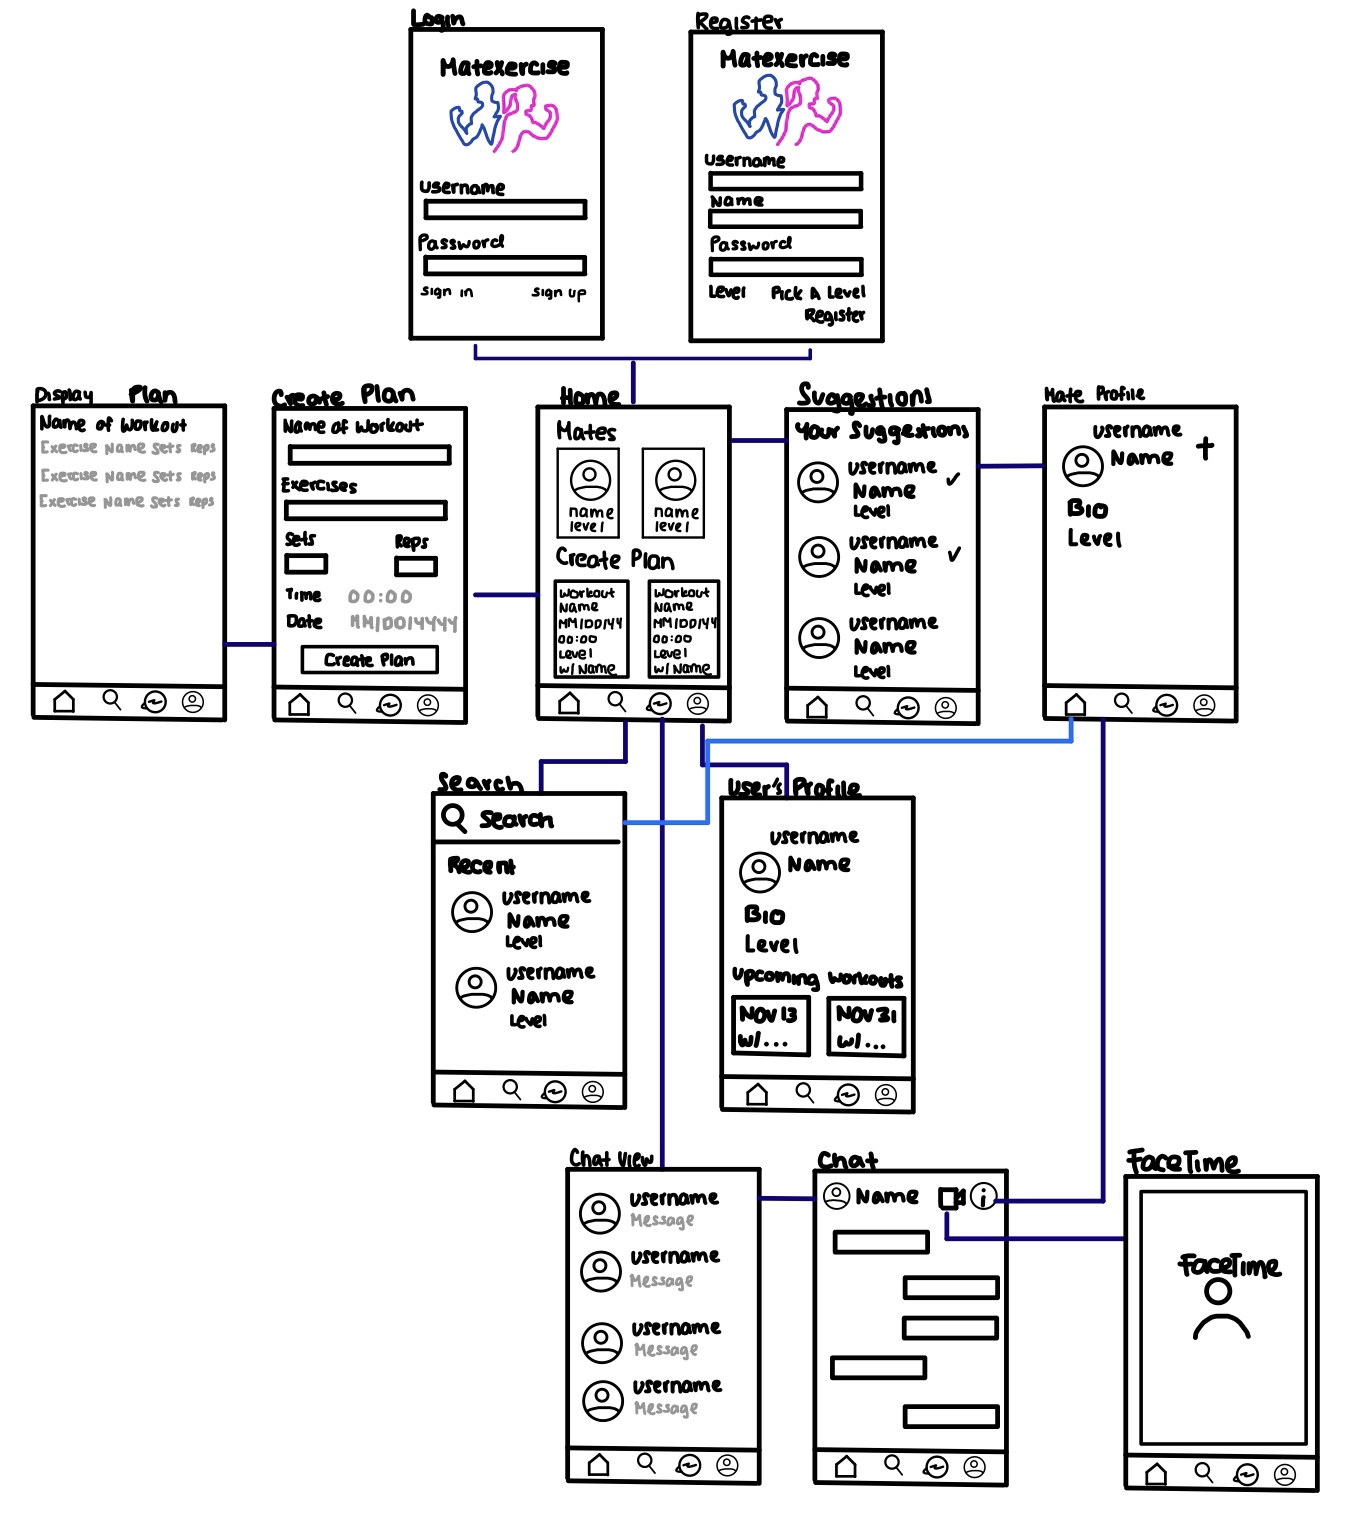 Login
Matexercise
Username
Password
Sign in Sign up
Register
Matexercise
Username
Name
Password
Level Pick A Level
Register
Display Plan
Name of Workout
Exercise Name Sets Reps
Exercise Name Sets Reps
Exercise Name Sets Reps
Create Plan
Name of Workout
Exercises
Sets Reps
Time 00:00
Date MM/DD/YYYY
Create Plan
Home
Mates
name name
level level
Create Plan
Workout
Name
MM/DD/YY
00:00
Level
w/ Name
Workout
Name
MM/DD/YY
00:00
Level
w/ Name
Suggestions
Your Suggestions
username
Name
Level
username
Name
Level
username
Name
Level
Mate Profile
username
Name
Bio
Level
Search
Search
Recent
username
Name
Level
username
Name
Level
User's Profile
username
Name
Bio
Level
Upcoming Workouts
Nov 13
w/...
Nov 21
w/...
Chat View
username
Message
username
Message
username
Message
username
Message
Chat
Name
FaceTime
FaceTime